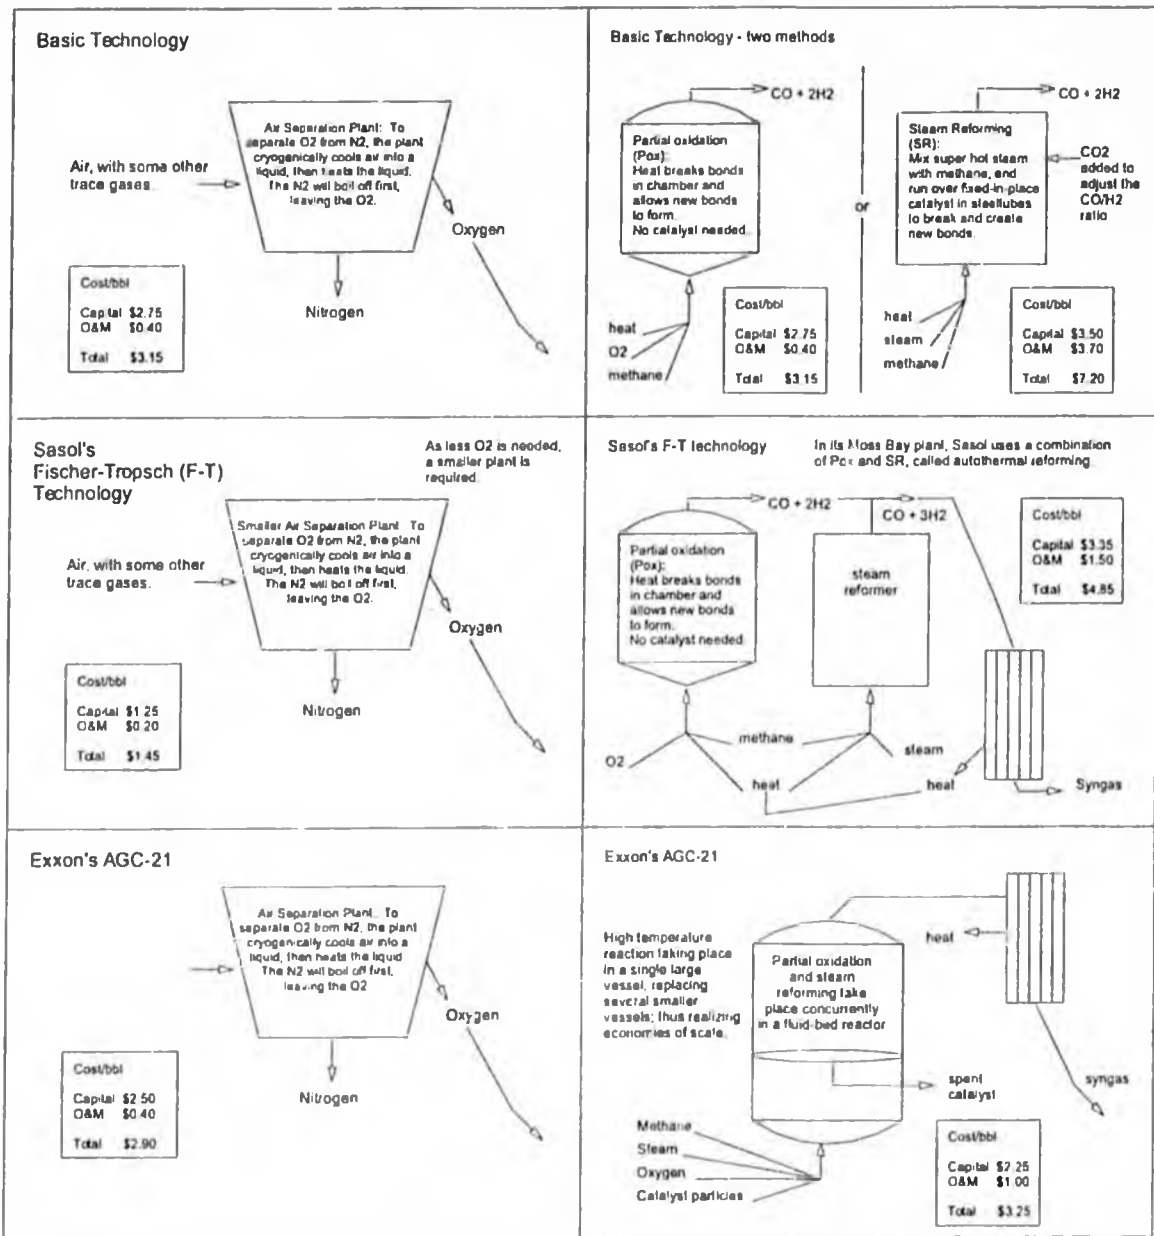 Basic Technology
Air Separation Plant: To
separate O2 from N2, the plant
cryogenically cools air into a
liquid, then heats the liquid.
The N2 will boil off first,
leaving the O2.
Air, with some other
trace gases.
Oxygen
Nitrogen
Cost/bbl
Capital $2.75
O&M $0.40
Total $3.15
Basic Technology - two methods
CO + 2H2
Partial oxidation
(Pox):
Heat breaks bonds
in chamber and
allows new bonds
to form.
No catalyst needed.
heat
O2
methane
Cost/bbl
Capital $2.75
O&M $0.40
Total $3.15
or
CO + 2H2
Steam Reforming
(SR):
Mix super hot steam
with methane, and
run over fixed-in-place
catalyst in steeltubes
to break and create
new bonds.
CO2
added to
adjust the
CO/H2
ratio
heat
steam
methane
Cost/bbl
Capital $3.50
O&M $3.70
Total $7.20
Sasol's
Fischer-Tropsch (F-T)
Technology
As less O2 is needed,
a smaller plant is
required.
Smaller Air Separation Plant. To
separate O2 from N2, the plant
cryogenically cools air into a
liquid, then heats the liquid.
The N2 will boil off first,
leaving the O2.
Air, with some other
trace gases.
Oxygen
Nitrogen
Cost/bbl
Capital $1.25
O&M $0.20
Total $1.45
Sasol's F-T technology
In its Moss Bay plant, Sasol uses a combination
of Pox and SR, called autothermal reforming.
CO + 2H2
CO + 3H2
Partial oxidation
(Pox):
Heat breaks bonds
in chamber and
allows new bonds
to form.
No catalyst needed.
steam
reformer
Cost/bbl
Capital $3.35
O&M $1.50
Total $4.85
O2
methane
heat
steam
heat
Syngas
Exxon's AGC-21
Air Separation Plant. To
separate O2 from N2, the plant
cryogenically cools air into a
liquid, then heats the liquid
The N2 will boil off first,
leaving the O2
Oxygen
Nitrogen
Cost/bbl
Capital $2.50
O&M $0.40
Total $2.90
Exxon's AGC-21
High temperature
reaction taking place
in a single large
vessel, replacing
several smaller
vessels; thus realizing
economies of scale.
Partial oxidation
and steam
reforming take
place concurrently
in a fluid-bed reactor
heat
syngas
spent
catalyst
Methane
Steam
Oxygen
Catalyst particles
Cost/bbl
Capital $2.25
O&M $1.00
Total $3.25